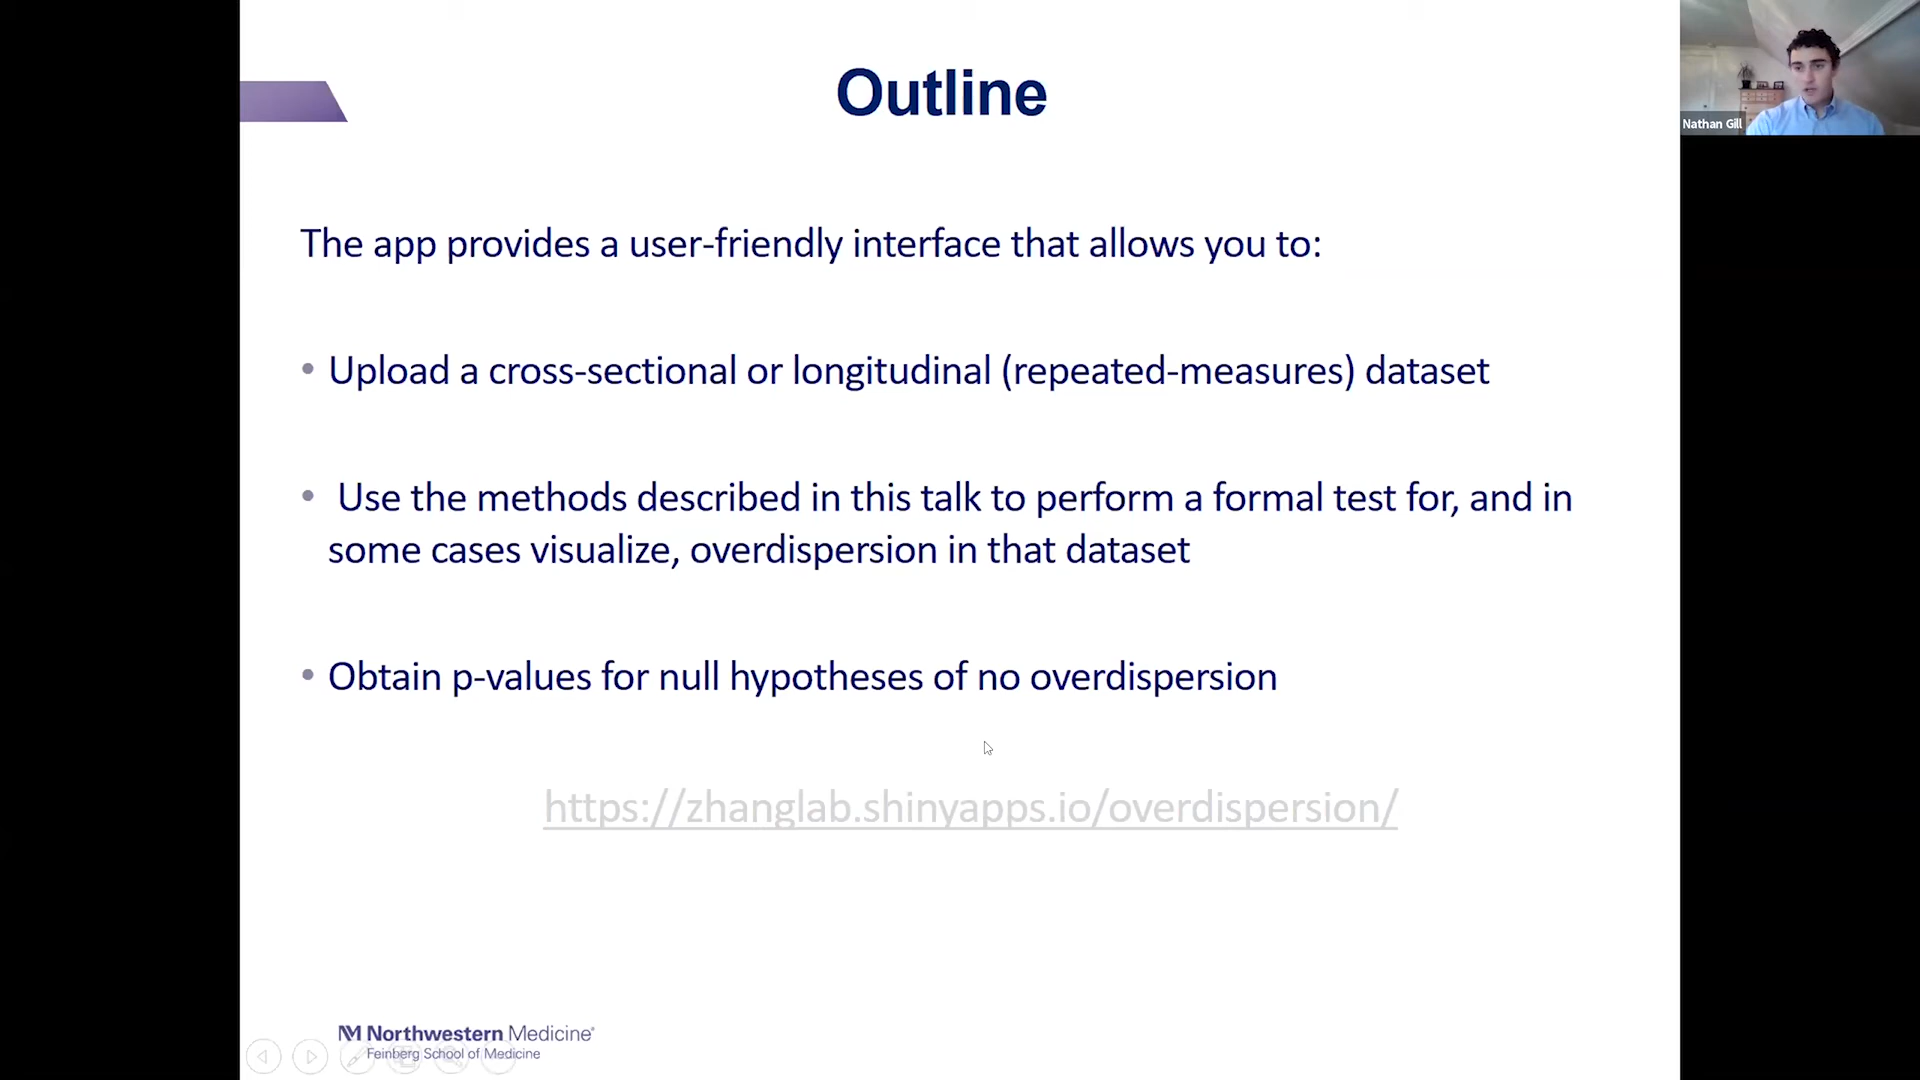 Outline
Nathan Gill
The app provides a user-friendly interface that allows you to:
• Upload a cross-sectional or longitudinal (repeated-measures) dataset
• Use the methods described in this talk to perform a formal test for, and in
some cases visualize, overdispersion in that dataset
• Obtain p-values for null hypotheses of no overdispersion
https://zhanglab.shinyapps.io/overdispersion/
NM Northwestern Medicine®
Feinberg School of Medicine